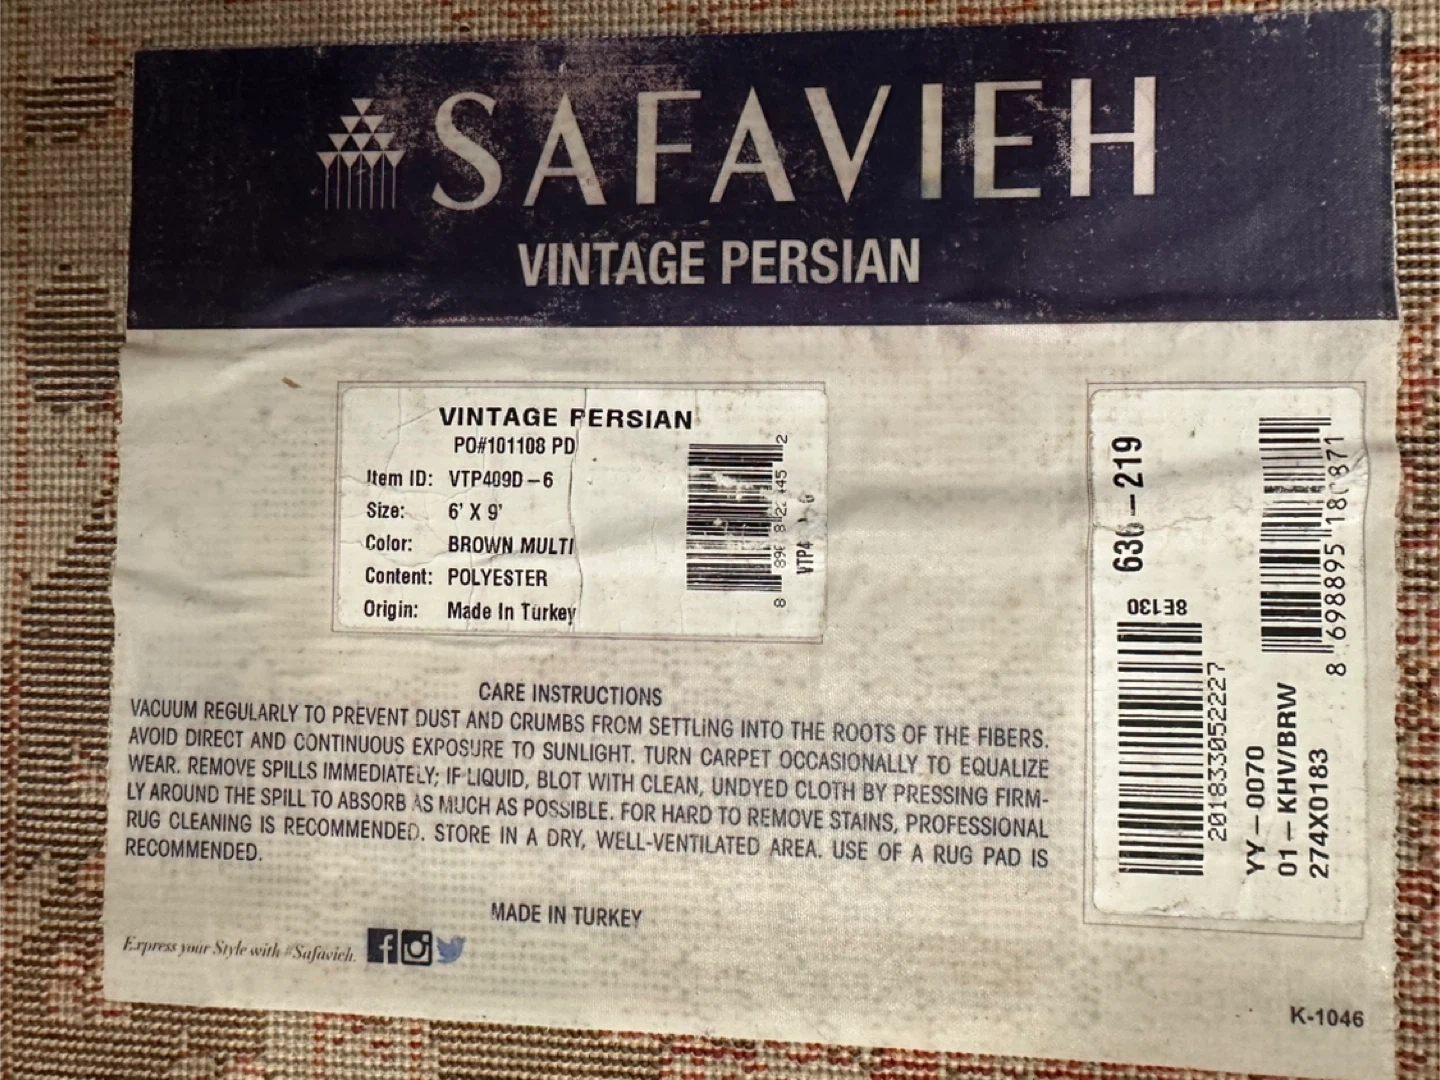 SAFAVIEH
VINTAGE PERSIAN
VINTAGE PERSIAN
PO#101108 PD
Item ID: VTP409D-6
Size: 6' X 9'
Color: BROWN MULTI
Content: POLYESTER
Origin: Made In Turkey
CARE INSTRUCTIONS
VACUUM REGULARLY TO PREVENT DUST AND CRUMBS FROM SETTLING INTO THE ROOTS OF THE FIBERS.
AVOID DIRECT AND CONTINUOUS EXPOSURE TO SUNLIGHT. TURN CARPET OCCASIONALLY TO EQUALIZE
WEAR. REMOVE SPILLS IMMEDIATELY; IF LIQUID, BLOT WITH CLEAN, UNDYED CLOTH BY PRESSING FIRM-
LY AROUND THE SPILL TO ABSORB AS MUCH AS POSSIBLE. FOR HARD TO REMOVE STAINS, PROFESSIONAL
RUG CLEANING IS RECOMMENDED. STORE IN A DRY, WELL-VENTILATED AREA. USE OF A RUG PAD IS
RECOMMENDED.
MADE IN TURKEY
Express your Style with #Safavieh.
636-219
8E130
201833052227
YY-0070
01-KHV/BRW
274X0183
K-1046